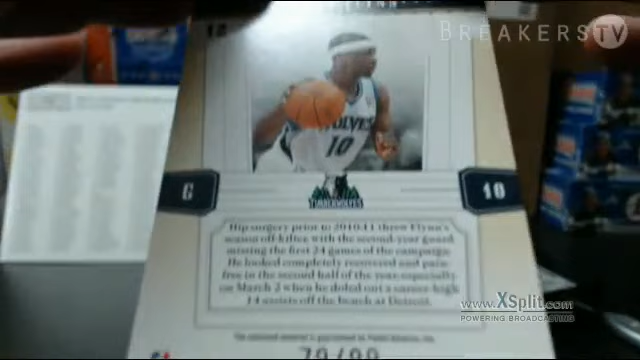 BREAKERSTV
12
WOLVES
10
G
10
TIMBERWOLVES
Hip surgery prior to 2010-11 threw Flynn's
season off-kilter with the second-year guard
missing the first 24 games of the campaign.
He looked completely recovered and pain-
free in the second half of the year, especially
on March 2 when he doled out a career-high
14 assists off the bench at Detroit.
www.XSplit.com
POWERING BROADCASTING
79/99